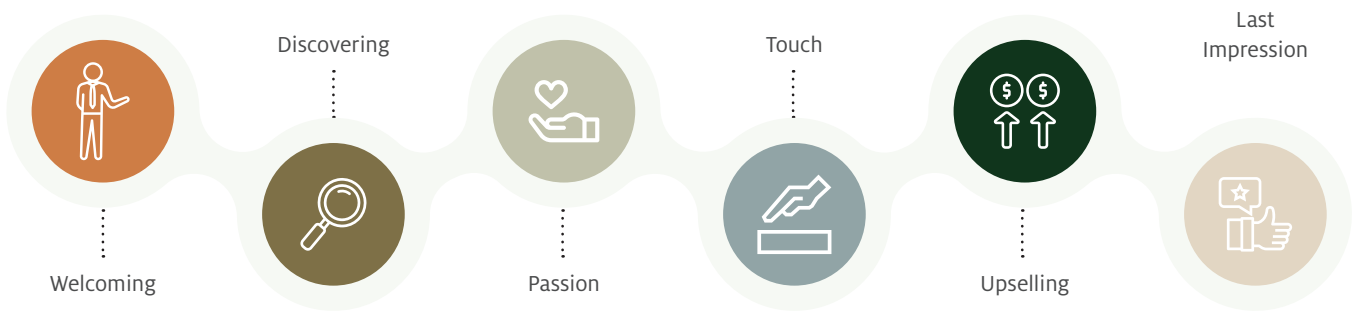 Welcoming
Discovering
Passion
Touch
Upselling
Last
Impression
$ $